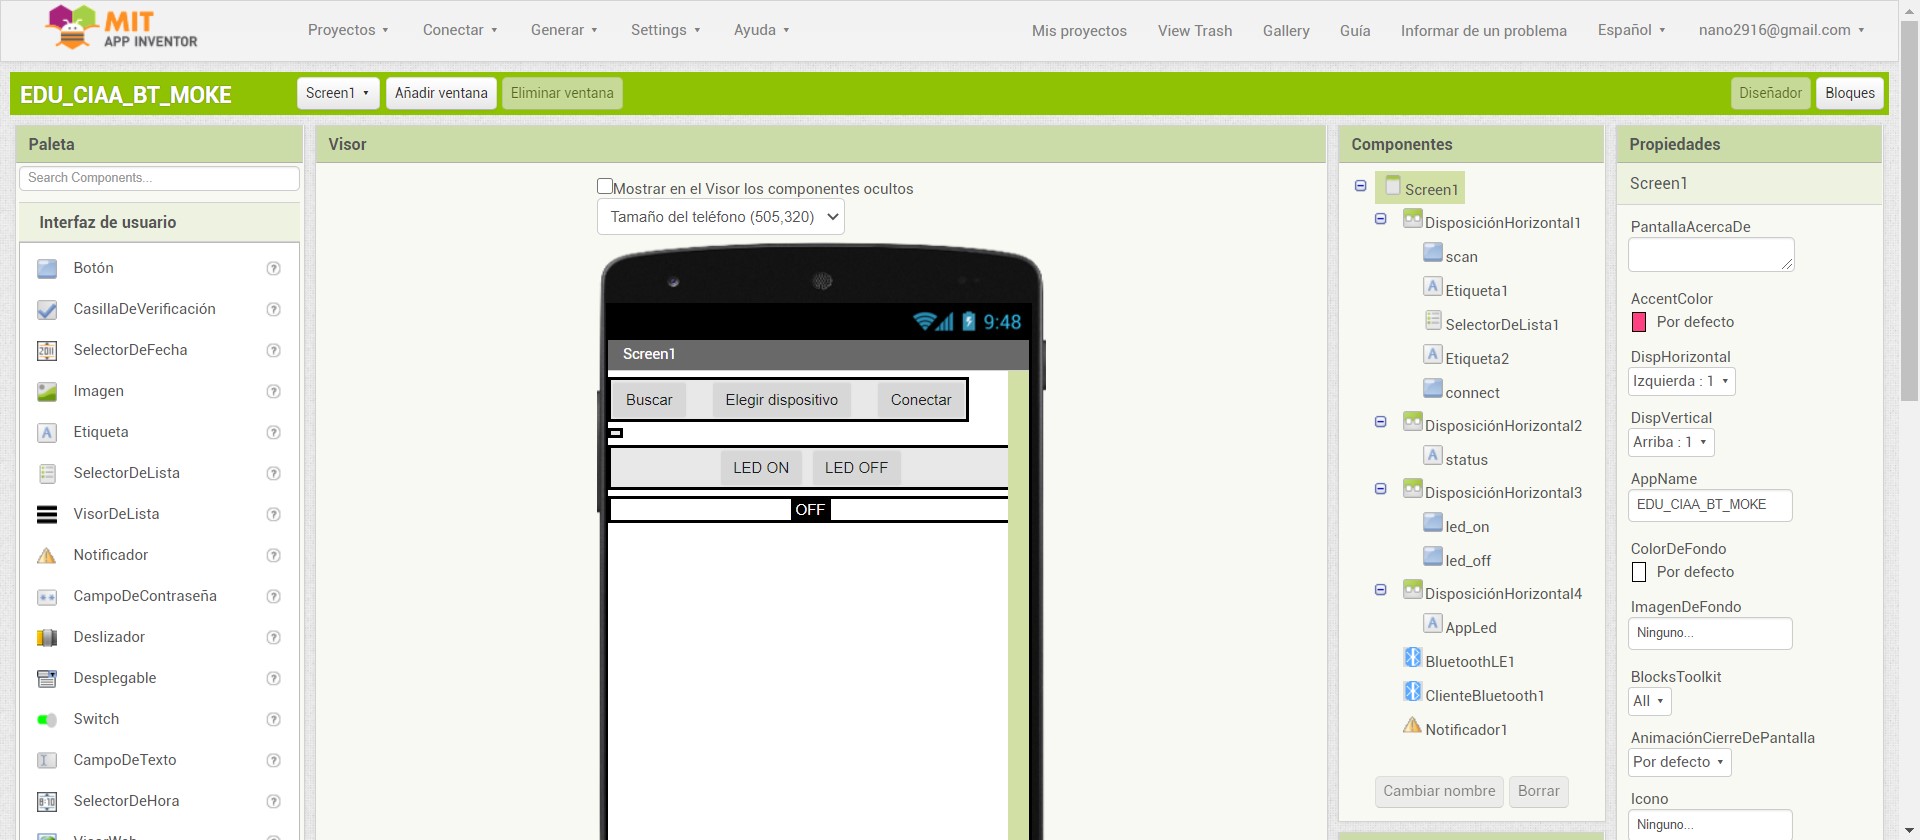 MIT
APP INVENTOR
Proyectos
Conectar
Generar
Settings
Ayuda
Mis proyectos
View Trash
Gallery
Guía
Informar de un problema
Español
nano2916@gmail.com
EDU_CIAA_BT_MOKE
Screen1
Añadir ventana
Eliminar ventana
Diseñador
Bloques
Paleta
Search Components...
Interfaz de usuario
Botón
CasillaDeVerificación
SelectorDeFecha
Imagen
Etiqueta
SelectorDeLista
VisorDeLista
Notificador
CampoDeContraseña
Deslizador
Desplegable
Switch
CampoDeTexto
SelectorDeHora
VisorWeb
Visor
Mostrar en el Visor los componentes ocultos
Tamaño del teléfono (505,320)
9:48
Screen1
Buscar
Elegir dispositivo
Conectar
LED ON
LED OFF
OFF
Componentes
Screen1
DisposiciónHorizontal1
scan
Etiqueta1
SelectorDeLista1
Etiqueta2
connect
DisposiciónHorizontal2
status
DisposiciónHorizontal3
led_on
led_off
DisposiciónHorizontal4
AppLed
BluetoothLE1
ClienteBluetooth1
Notificador1
Cambiar nombre
Borrar
Propiedades
Screen1
PantallaAcercaDe
AccentColor
Por defecto
DispHorizontal
Izquierda : 1
DispVertical
Arriba : 1
AppName
EDU_CIAA_BT_MOKE
ColorDeFondo
Por defecto
ImagenDeFondo
Ninguno...
BlocksToolkit
All
AnimaciónCierreDePantalla
Por defecto
Icono
Ninguno...